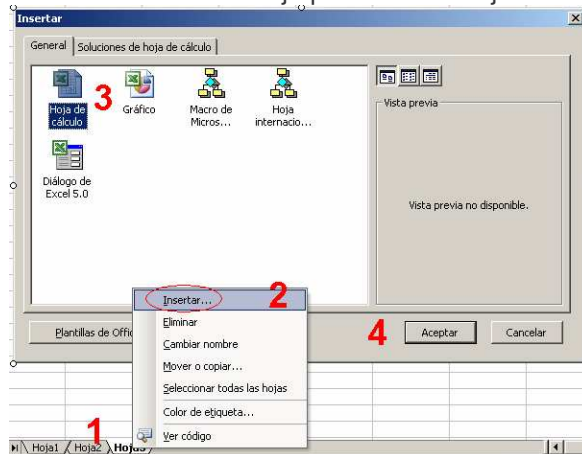 Insertar
General
Soluciones de hoja de cálculo
Hoja de cálculo
3
Gráfico
Macro de Micros...
Hoja internacio...
Diálogo de Excel 5.0
Vista previa
Vista previa no disponible.
Insertar...
2
Eliminar
Cambiar nombre
Mover o copiar...
Seleccionar todas las hojas
Color de etiqueta...
Ver código
Plantillas de Offic
4
Aceptar
Cancelar
1
Hoja1
Hoja2